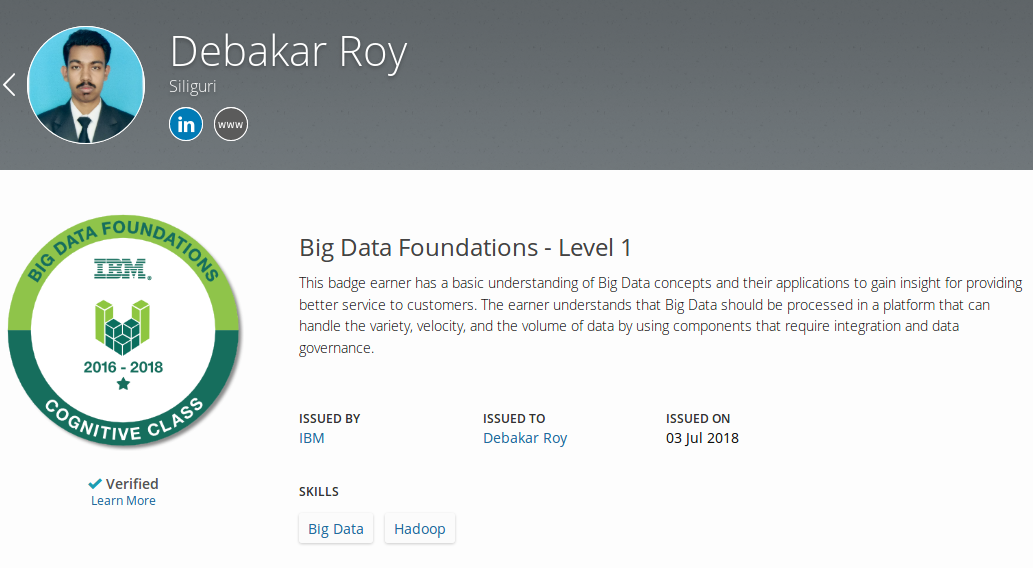 Debakar Roy
Siliguri
in
www
BIG DATA FOUNDATIONS
IBM®
2016 - 2018
COGNITIVE CLASS
Verified
Learn More
Big Data Foundations - Level 1
This badge earner has a basic understanding of Big Data concepts and their applications to gain insight for providing
better service to customers. The earner understands that Big Data should be processed in a platform that can
handle the variety, velocity, and the volume of data by using components that require integration and data
governance.
ISSUED BY
IBM
ISSUED TO
Debakar Roy
ISSUED ON
03 Jul 2018
SKILLS
Big Data
Hadoop